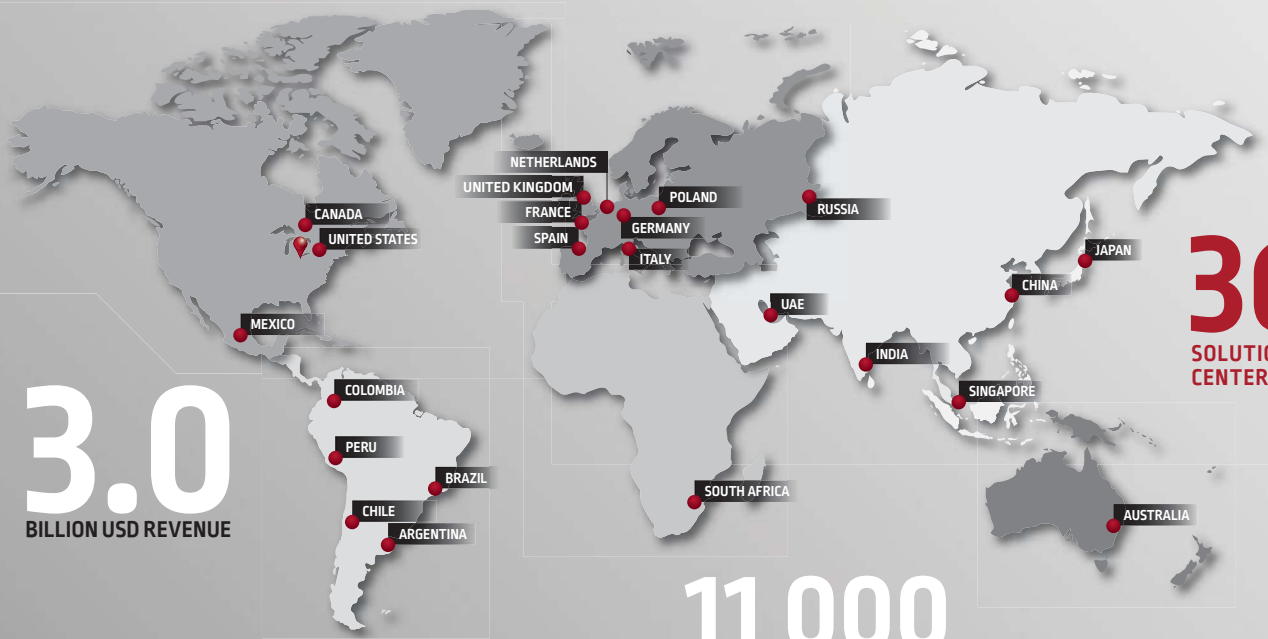 NETHERLANDS
UNITED KINGDOM
POLAND
CANADA
FRANCE
RUSSIA
UNITED STATES
GERMANY
SPAIN
ITALY
JAPAN
CHINA
UAE
MEXICO
INDIA
COLOMBIA
SINGAPORE
3.0
BILLION USD REVENUE
PERU
BRAZIL
SOUTH AFRICA
CHILE
AUSTRALIA
ARGENTINA
11 000